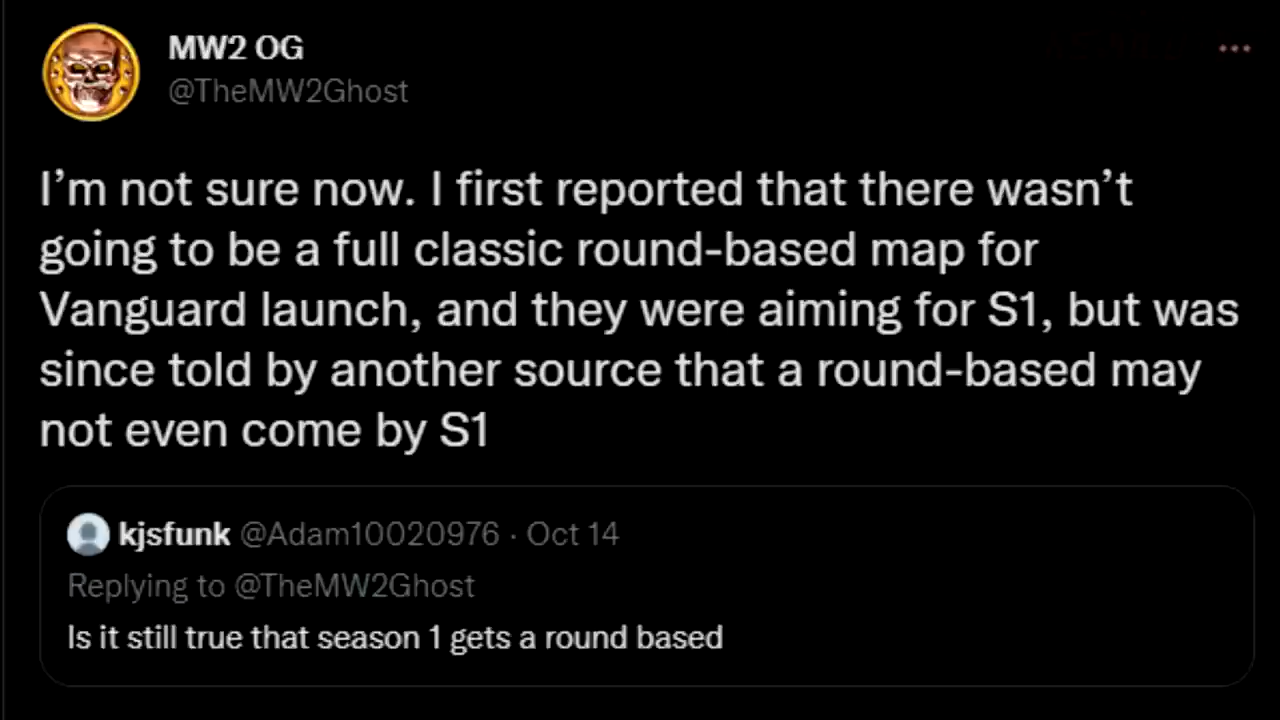 MW2 OG
@TheMW2Ghost
I’m not sure now. I first reported that there wasn’t
going to be a full classic round-based map for
Vanguard launch, and they were aiming for S1, but was
since told by another source that a round-based may
not even come by S1
kjsfunk @Adam10020976 · Oct 14
Replying to @TheMW2Ghost
Is it still true that season 1 gets a round based